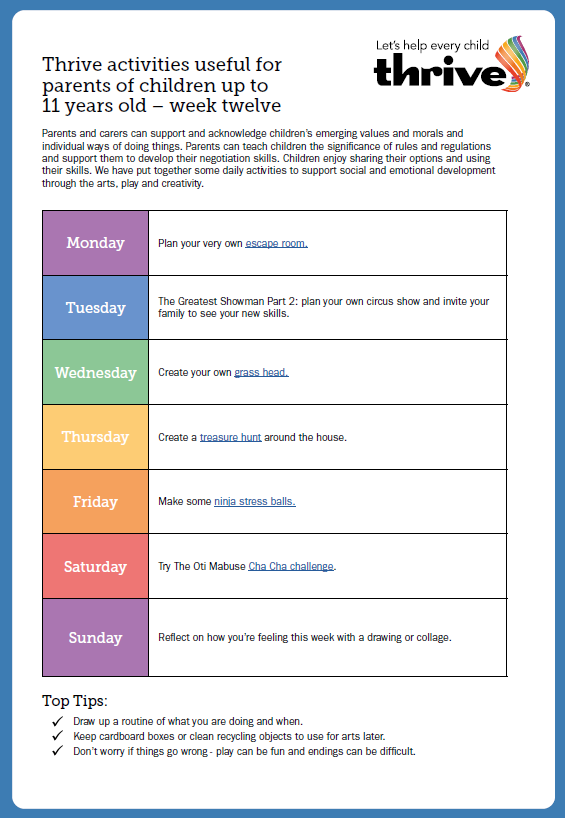 Let's help every child
thrive®
Thrive activities useful for
parents of children up to
11 years old – week twelve
Parents and carers can support and acknowledge children's emerging values and morals and
individual ways of doing things. Parents can teach children the significance of rules and regulations
and support them to develop their negotiation skills. Children enjoy sharing their options and using
their skills. We have put together some daily activities to support social and emotional development
through the arts, play and creativity.
Monday
Plan your very own escape room.
Tuesday
The Greatest Showman Part 2: plan your own circus show and invite your
family to see your new skills.
Wednesday
Create your own grass head.
Thursday
Create a treasure hunt around the house.
Friday
Make some ninja stress balls.
Saturday
Try The Oti Mabuse Cha Cha challenge.
Sunday
Reflect on how you're feeling this week with a drawing or collage.
Top Tips:
✓ Draw up a routine of what you are doing and when.
✓ Keep cardboard boxes or clean recycling objects to use for arts later.
✓ Don't worry if things go wrong - play can be fun and endings can be difficult.